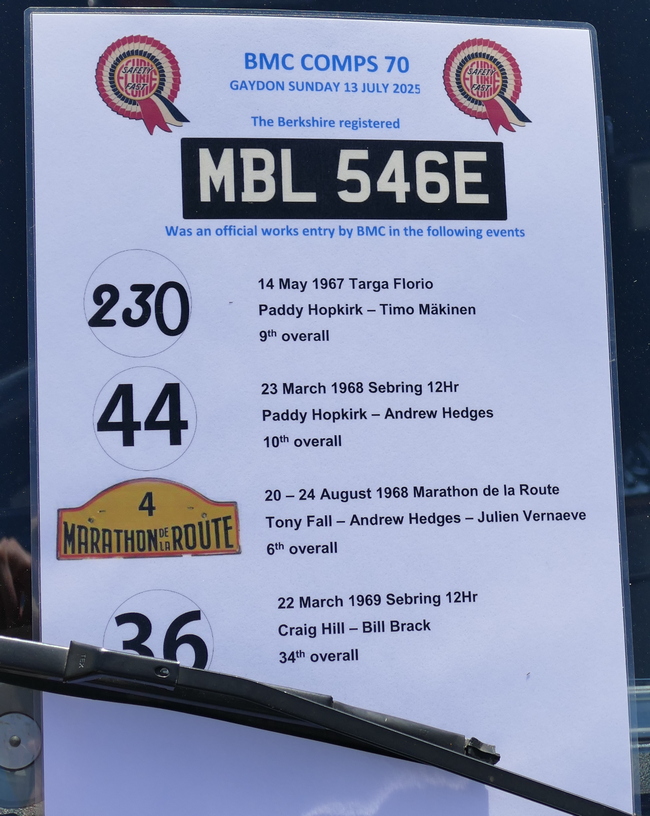 BMC COMPS 70
GAYDON SUNDAY 13 JULY 2025
SAFETY
FAST
SAFETY
FAST
The Berkshire registered
MBL 546E
Was an official works entry by BMC in the following events
230
14 May 1967 Targa Florio
Paddy Hopkirk – Timo Mäkinen
9th overall
44
23 March 1968 Sebring 12Hr
Paddy Hopkirk – Andrew Hedges
10th overall
4
MARATHON DE LA ROUTE
20 – 24 August 1968 Marathon de la Route
Tony Fall – Andrew Hedges – Julien Vernaeve
6th overall
36
22 March 1969 Sebring 12Hr
Craig Hill – Bill Brack
34th overall